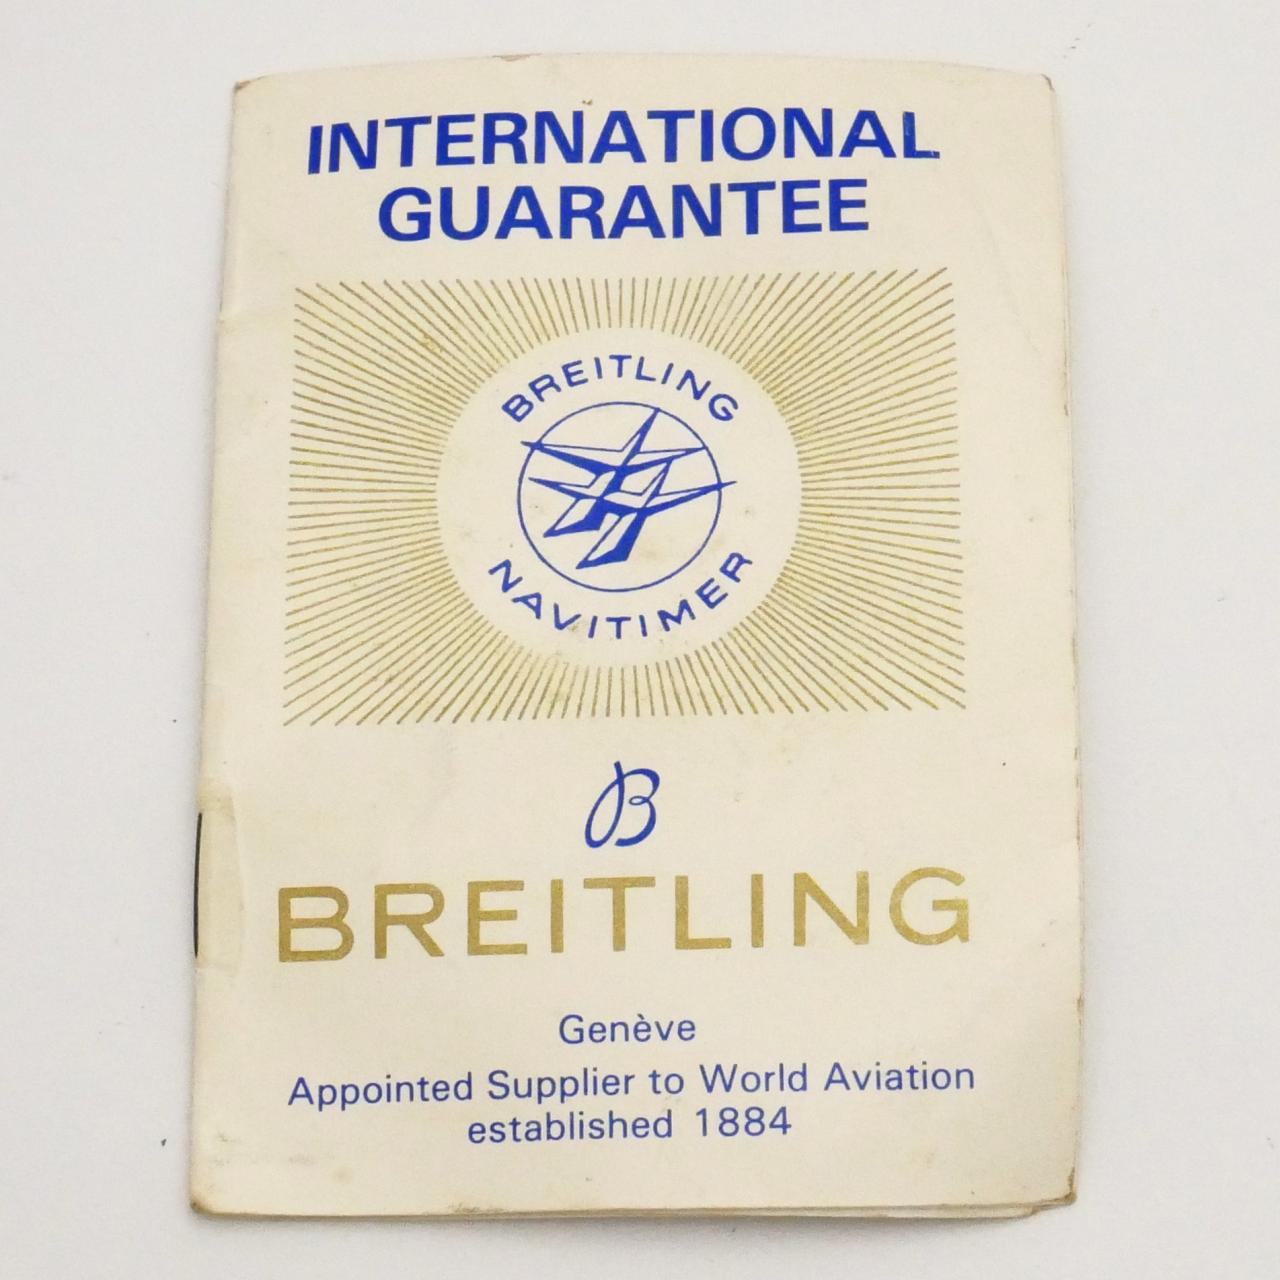 INTERNATIONAL
GUARANTEE
BREITLING
NAVITIMER
B
BREITLING
Genève
Appointed Supplier to World Aviation
established 1884